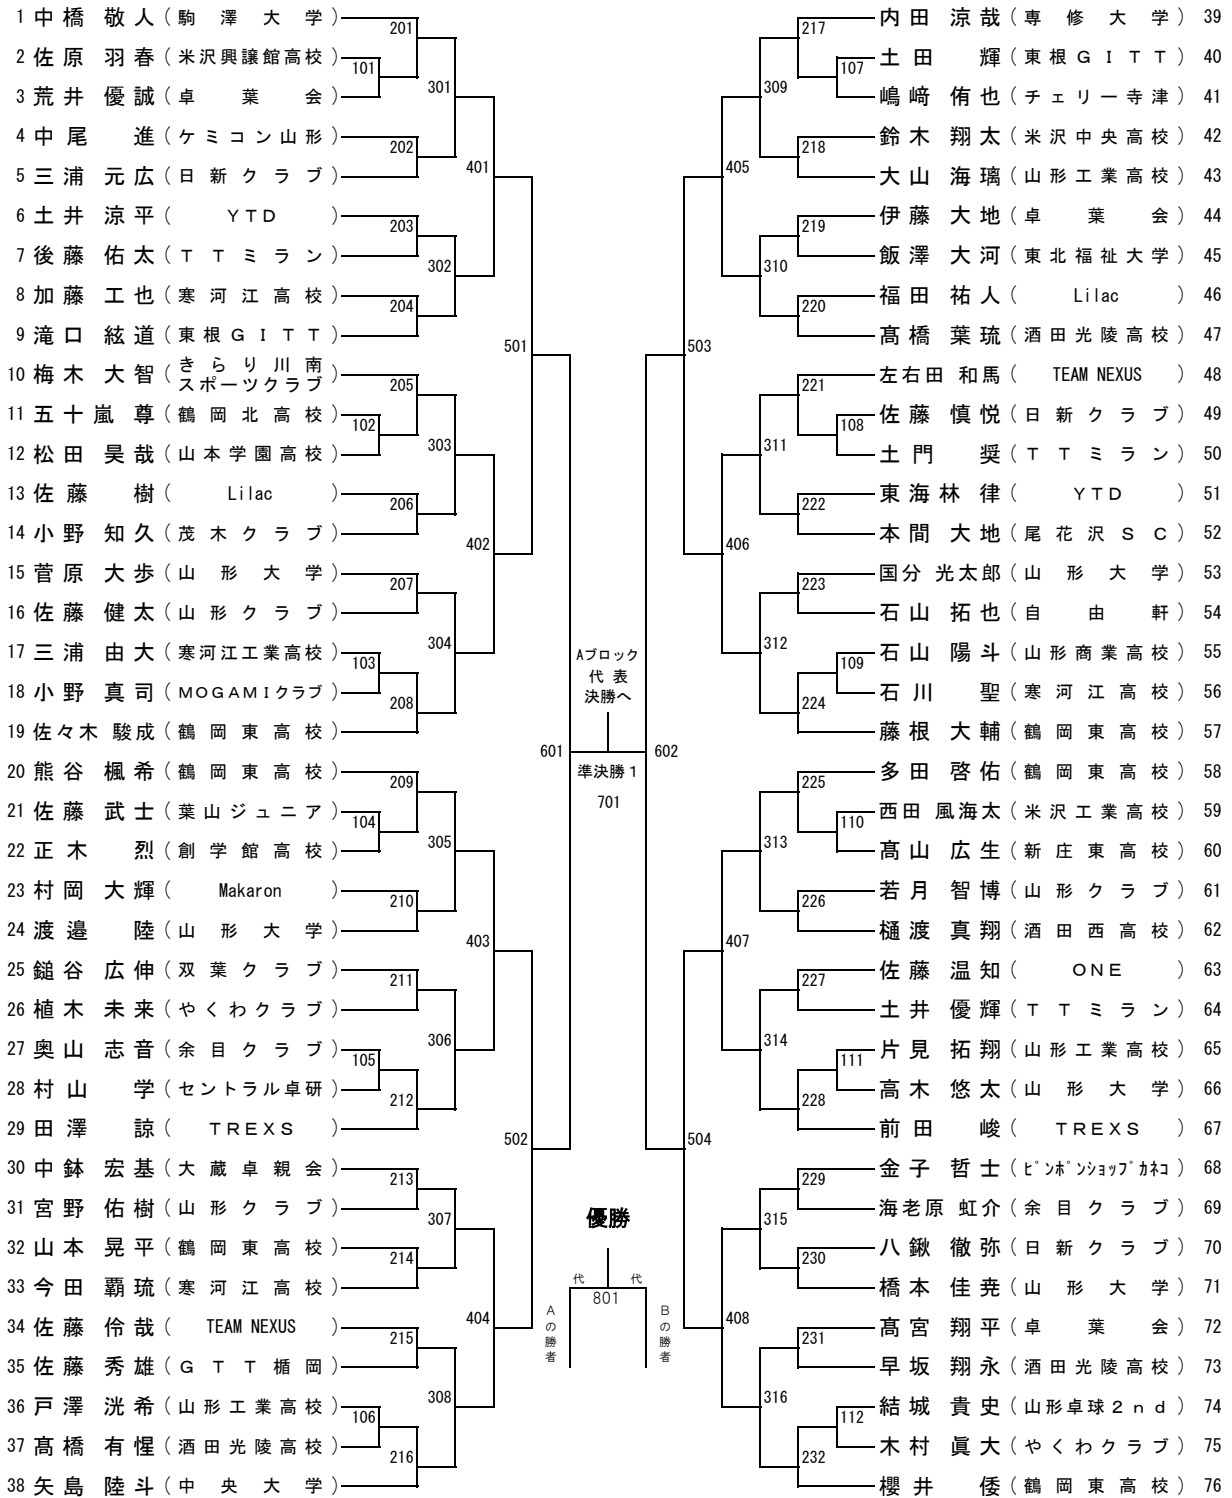 1 中橋 敬人（駒澤大学）
2 佐原 羽春（米沢興譲館高校）
3 荒井 優誠（卓葉会）
4 中尾 進（ケミコン山形）
5 三浦 元広（日新クラブ）
6 土井 涼平（YTD）
7 後藤 佑太（TTミラン）
8 加藤 工也（寒河江高校）
9 滝口 絃道（東根GITT）
10 梅木 大智（きらり川南スポーツクラブ）
11 五十嵐 尊（鶴岡北高校）
12 松田 昊哉（山本学園高校）
13 佐藤 樹（Lilac）
14 小野 知久（茂木クラブ）
15 菅原 大歩（山形大学）
16 佐藤 健太（山形クラブ）
17 三浦 由大（寒河江工業高校）
18 小野 真司（MOGAMIクラブ）
19 佐々木 駿成（鶴岡東高校）
20 熊谷 楓希（鶴岡東高校）
21 佐藤 武士（葉山ジュニア）
22 正木 烈（創学館高校）
23 村岡 大輝（Makaron）
24 渡邉 陸（山形大学）
25 鎚谷 広伸（双葉クラブ）
26 植木 未来（やくわクラブ）
27 奥山 志音（余目クラブ）
28 村山 学（セントラル卓研）
29 田澤 諒（TREXS）
30 中鉢 宏基（大蔵卓親会）
31 宮野 佑樹（山形クラブ）
32 山本 晃平（鶴岡東高校）
33 今田 覇琉（寒河江高校）
34 佐藤 伶哉（TEAM NEXUS）
35 佐藤 秀雄（GTT楯岡）
36 戸澤 洸希（山形工業高校）
37 髙橋 有惺（酒田光陵高校）
38 矢島 陸斗（中央大学）
101
102
103
104
105
106
201
202
203
204
205
206
207
208
209
210
211
212
213
214
215
216
301
302
303
304
305
306
307
308
401
402
403
404
501
502
601
Aブロック
代表
決勝へ
準決勝1
701
優勝
代 代
801
Aの勝者
Bの勝者
602
503
504
405
406
407
408
309
310
311
312
313
314
315
316
217
218
219
220
221
222
223
224
225
226
227
228
229
230
231
232
107
108
109
110
111
112
内田 涼哉（専修大学） 39
土田 輝（東根GITT） 40
嶋﨑 侑也（チェリー寺津） 41
鈴木 翔太（米沢中央高校） 42
大山 海璃（山形工業高校） 43
伊藤 大地（卓葉会） 44
飯澤 大河（東北福祉大学） 45
福田 祐人（Lilac） 46
髙橋 葉琉（酒田光陵高校） 47
左右田 和馬（TEAM NEXUS） 48
佐藤 慎悦（日新クラブ） 49
土門 奨（TTミラン） 50
東海林 律（YTD） 51
本間 大地（尾花沢SC） 52
国分 光太郎（山形大学） 53
石山 拓也（自由軒） 54
石山 陽斗（山形商業高校） 55
石川 聖（寒河江高校） 56
藤根 大輔（鶴岡東高校） 57
多田 啓佑（鶴岡東高校） 58
西田 風海太（米沢工業高校） 59
髙山 広生（新庄東高校） 60
若月 智博（山形クラブ） 61
樋渡 真翔（酒田西高校） 62
佐藤 温知（ONE） 63
土井 優輝（TTミラン） 64
片見 拓翔（山形工業高校） 65
高木 悠太（山形大学） 66
前田 峻（TREXS） 67
金子 哲士（ﾋﾟﾝﾎﾟﾝｼｮｯﾌﾟｶﾈｺ） 68
海老原 虹介（余目クラブ） 69
八鍬 徹弥（日新クラブ） 70
橋本 佳尭（山形大学） 71
髙宮 翔平（卓葉会） 72
早坂 翔永（酒田光陵高校） 73
結城 貴史（山形卓球2nd） 74
木村 眞大（やくわクラブ） 75
櫻井 倭（鶴岡東高校） 76